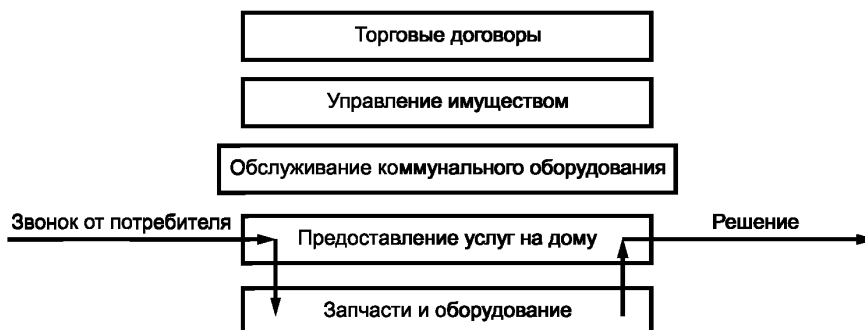 Торговые договоры
Управление имуществом
Обслуживание коммунального оборудования
Звонок от потребителя
Предоставление услуг на дому
Решение
Запчасти и оборудование